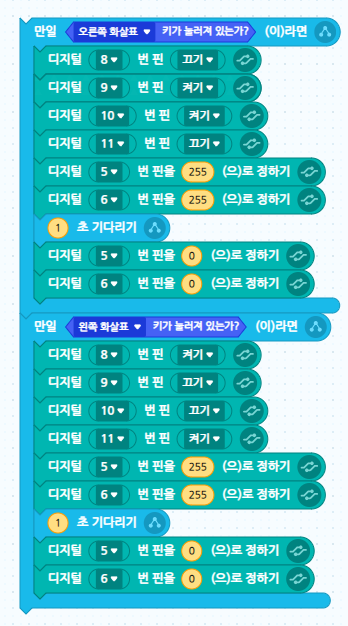 만일 오른쪽 화살표 ▼ 키가 눌러져 있는가? (이)라면
디지털 8 ▼ 번 핀 끄기 ▼
디지털 9 ▼ 번 핀 켜기 ▼
디지털 10 ▼ 번 핀 켜기 ▼
디지털 11 ▼ 번 핀 끄기 ▼
디지털 5 ▼ 번 핀을 255 (으)로 정하기
디지털 6 ▼ 번 핀을 255 (으)로 정하기
1 초 기다리기
디지털 5 ▼ 번 핀을 0 (으)로 정하기
디지털 6 ▼ 번 핀을 0 (으)로 정하기
만일 왼쪽 화살표 ▼ 키가 눌러져 있는가? (이)라면
디지털 8 ▼ 번 핀 켜기 ▼
디지털 9 ▼ 번 핀 끄기 ▼
디지털 10 ▼ 번 핀 끄기 ▼
디지털 11 ▼ 번 핀 켜기 ▼
디지털 5 ▼ 번 핀을 255 (으)로 정하기
디지털 6 ▼ 번 핀을 255 (으)로 정하기
1 초 기다리기
디지털 5 ▼ 번 핀을 0 (으)로 정하기
디지털 6 ▼ 번 핀을 0 (으)로 정하기